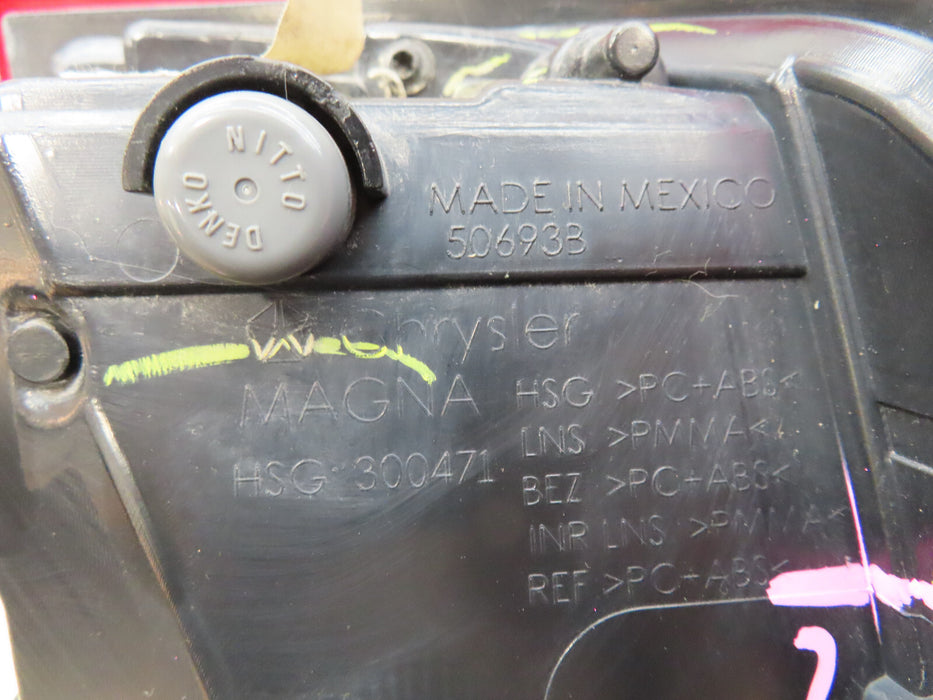 NITTO
DENKO
MADE IN MEXICO
50693B
Chrysler
MAGNA
HSG 300471
HSG >PC+ABS<
LNS >PMMA<
BEZ >PC+ABS<
INR LNS >PMMA<
REF >PC+ABS<